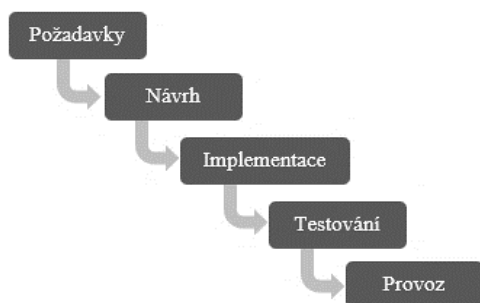 Požadavky
Návrh
Implementace
Testování
Provoz